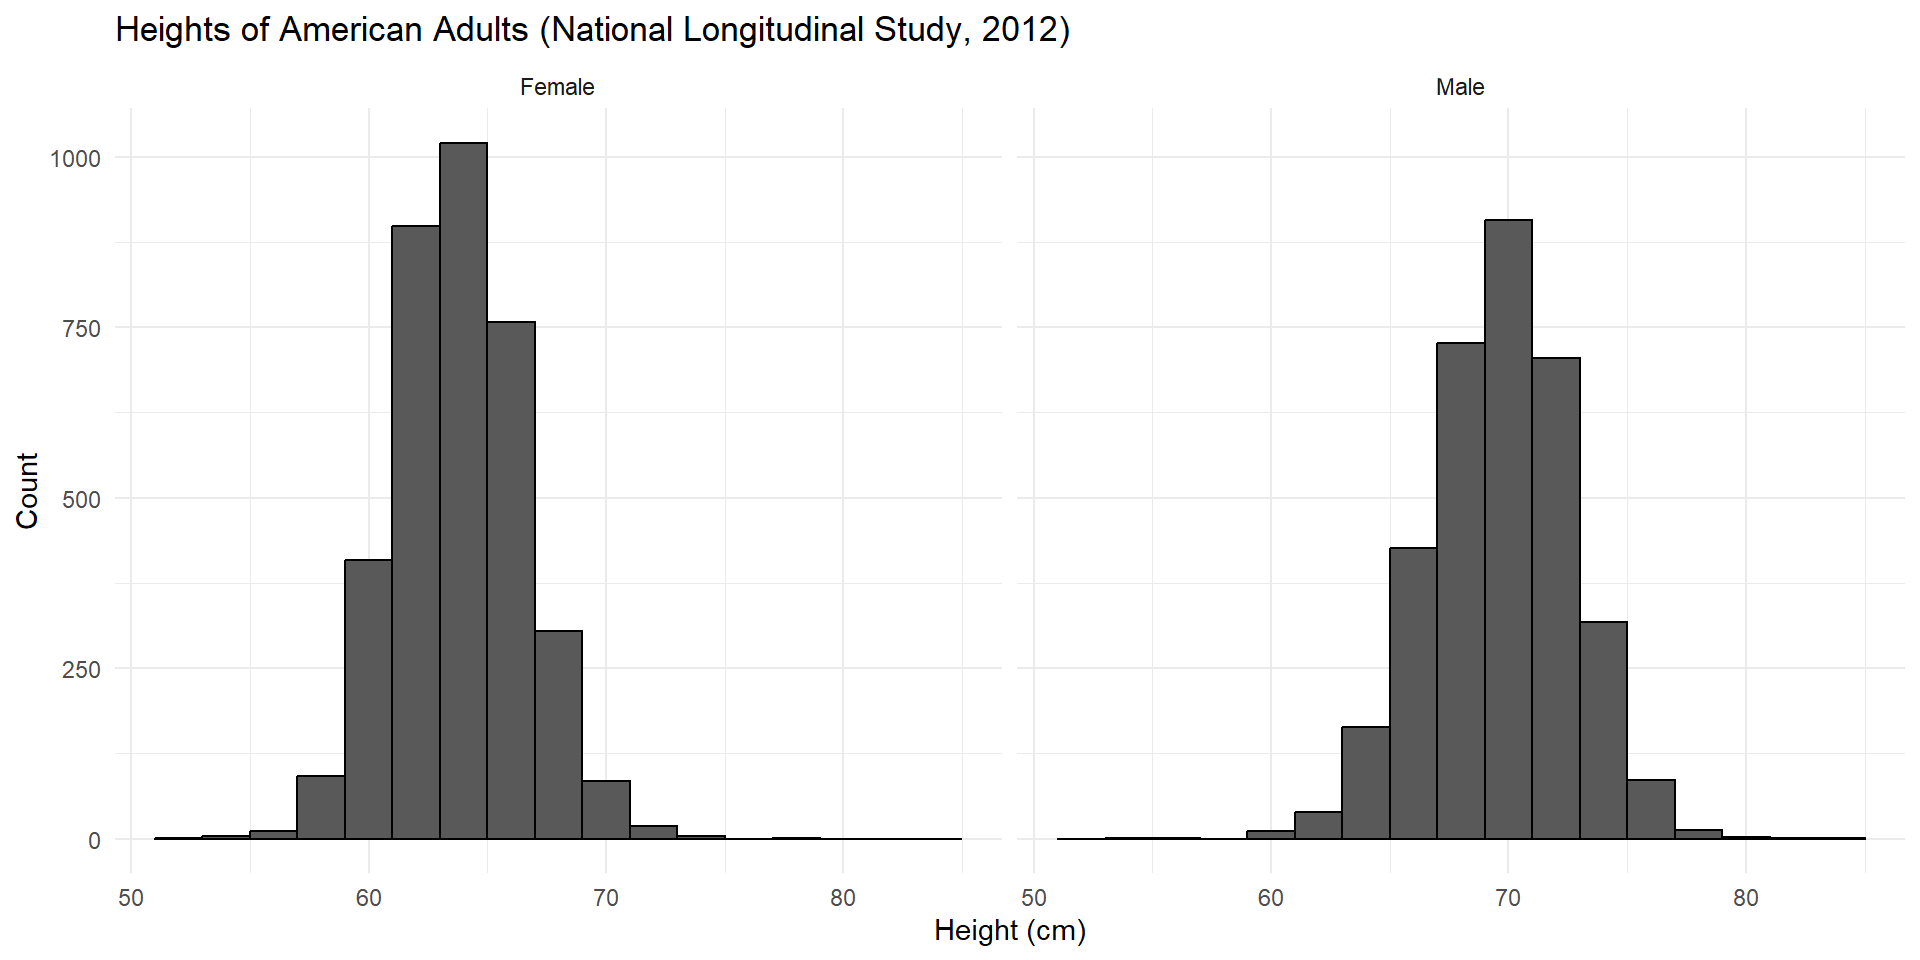 Heights of American Adults (National Longitudinal Study, 2012)
Female
Male
1000
750
500
250
0
Count
50 60 70 80
50 60 70 80
Height (cm)